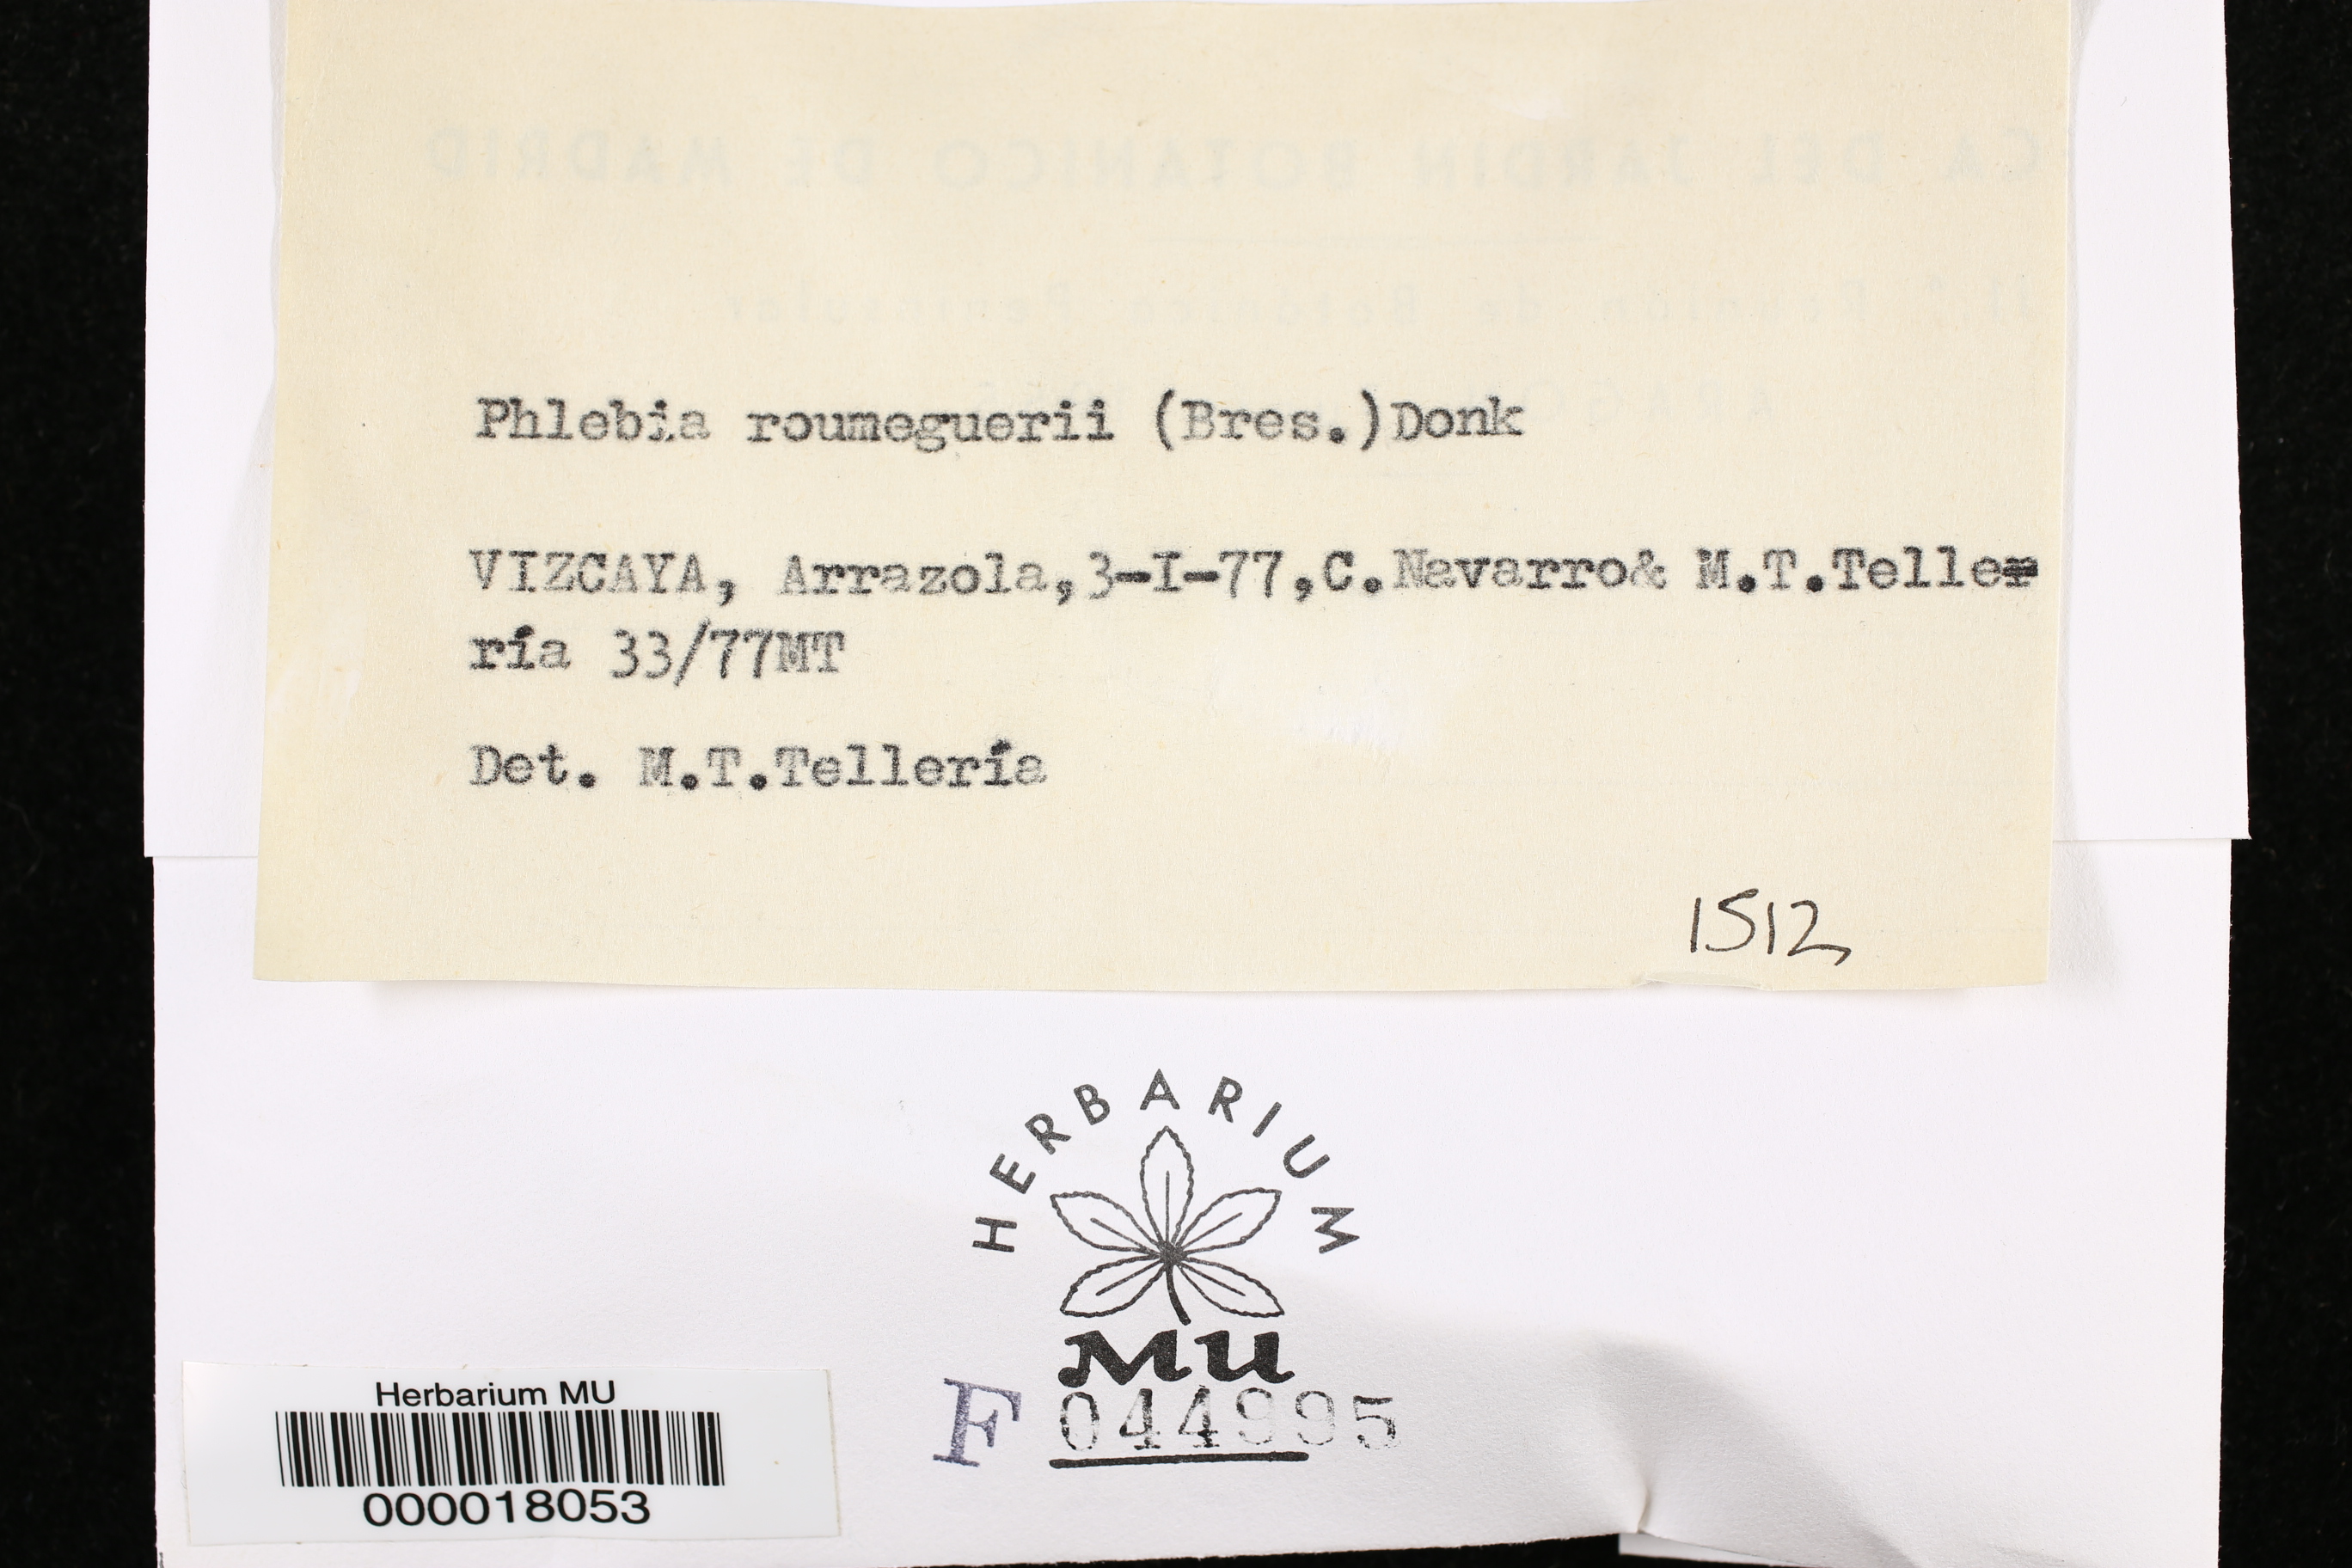 Phlebia roumeguerii (Bres.)Donk
VIZCAYA, Arrazola,3-I-77,C.Navarro& M.T.Telle
ría 33/77MT
Det. M.T.Tellería
1512
HERBARIUM
MU
F 044995
Herbarium MU
000018053